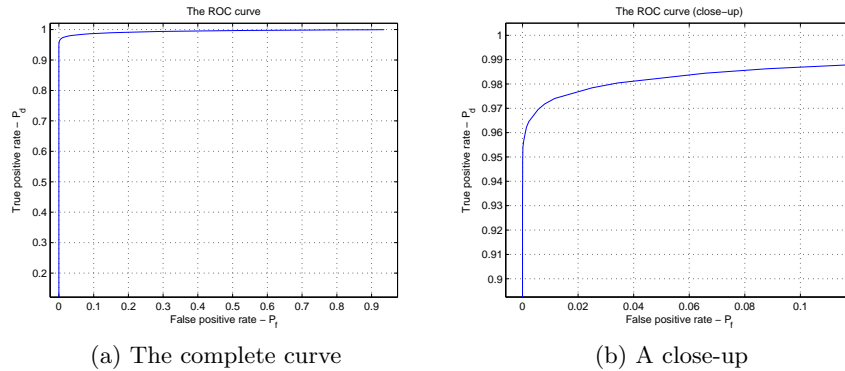 The ROC curve
1
0.9
0.8
0.7
0.6
0.5
0.4
0.3
0.2
True positive rate − P_d
0 0.1 0.2 0.3 0.4 0.5 0.6 0.7 0.8 0.9
False positive rate − P_f
(a) The complete curve
The ROC curve (close−up)
1
0.99
0.98
0.97
0.96
0.95
0.94
0.93
0.92
0.91
0.9
True positive rate − P_d
0 0.02 0.04 0.06 0.08 0.1
False positive rate − P_f
(b) A close-up